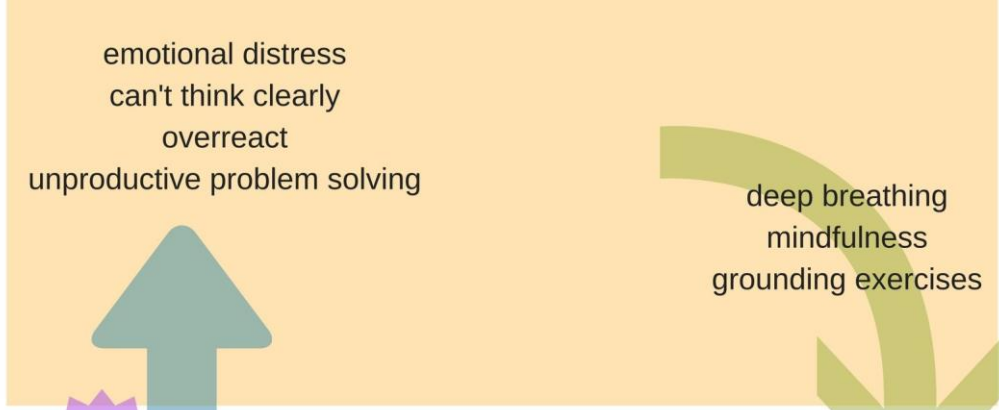 emotional distress
can't think clearly
overreact
unproductive problem solving
deep breathing
mindfulness
grounding exercises